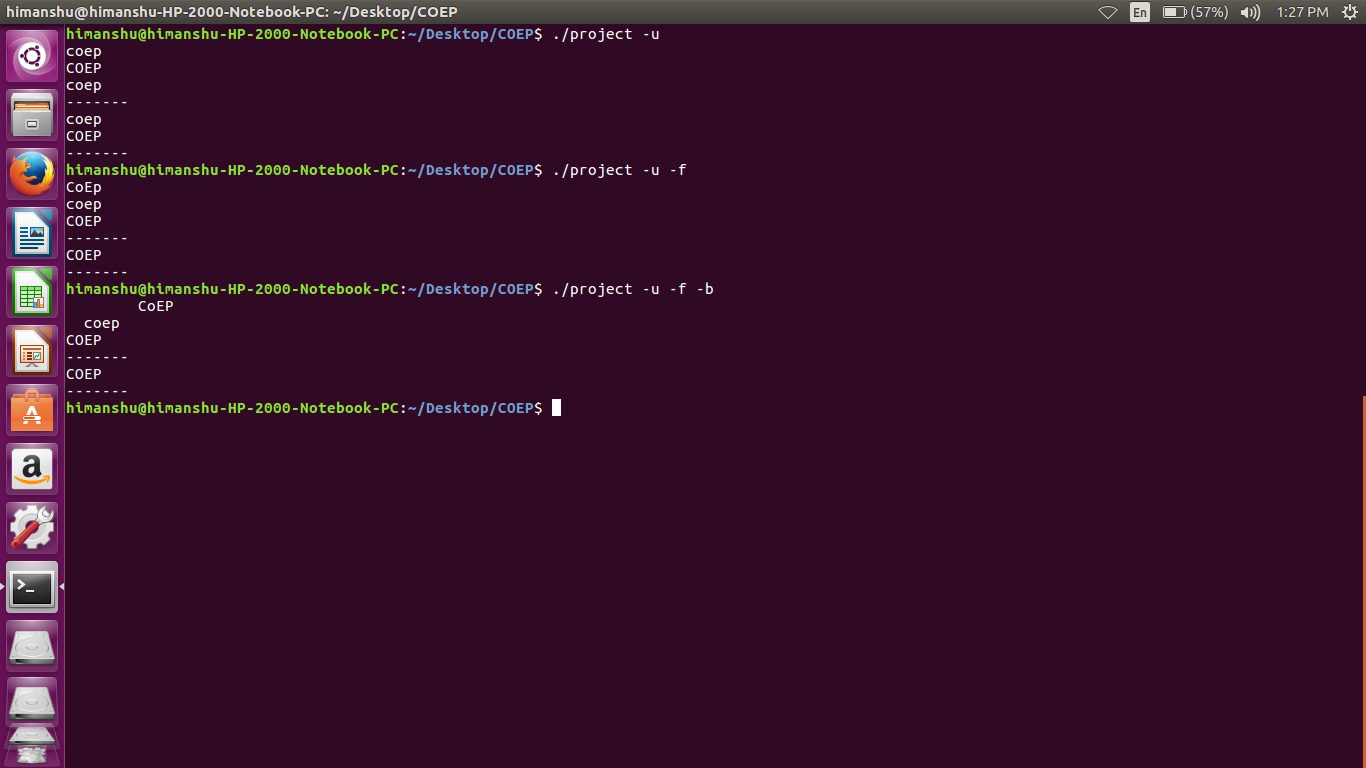 himanshu@himanshu-HP-2000-Notebook-PC: ~/Desktop/COEP En (57%) 1:27 PM
himanshu@himanshu-HP-2000-Notebook-PC:~/Desktop/COEP$ ./project -u
coep
COEP
coep
-------
coep
COEP
-------
himanshu@himanshu-HP-2000-Notebook-PC:~/Desktop/COEP$ ./project -u -f
CoEp
coep
COEP
-------
COEP
-------
himanshu@himanshu-HP-2000-Notebook-PC:~/Desktop/COEP$ ./project -u -f -b
        CoEP
  coep
COEP
-------
COEP
-------
himanshu@himanshu-HP-2000-Notebook-PC:~/Desktop/COEP$